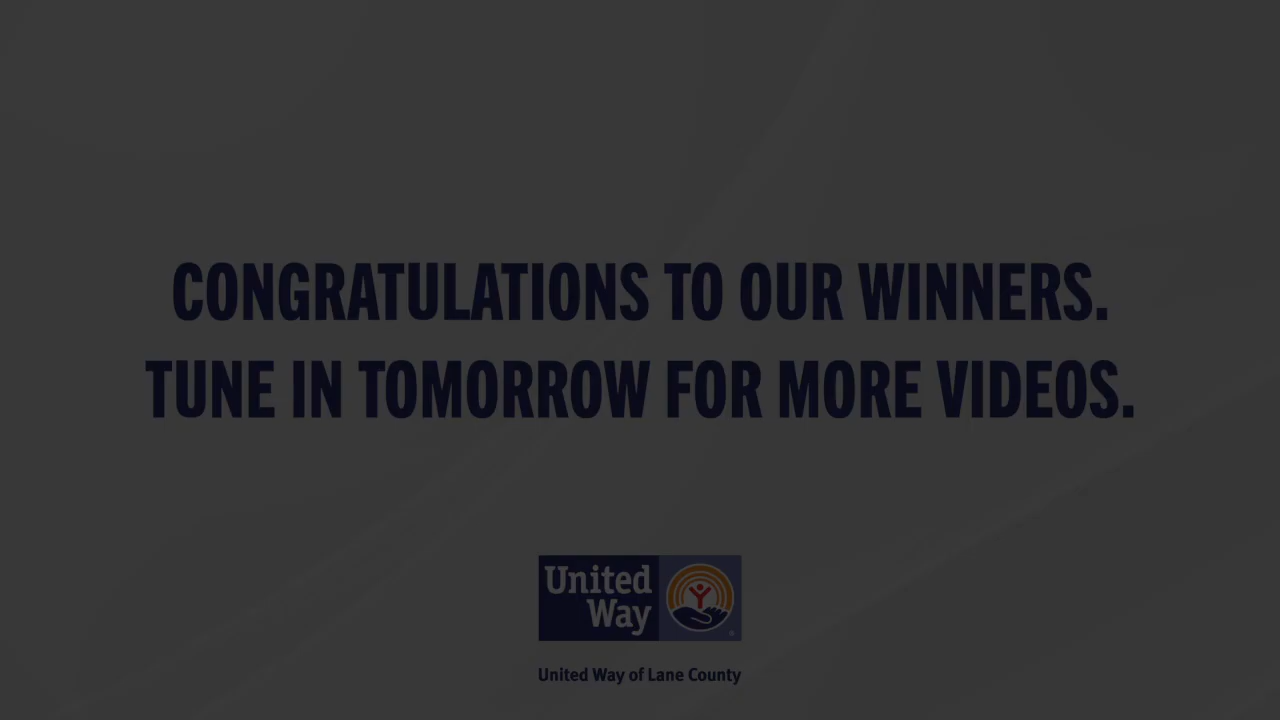 CONGRATULATIONS TO OUR WINNERS.
TUNE IN TOMORROW FOR MORE VIDEOS.
United
Way
United Way of Lane County